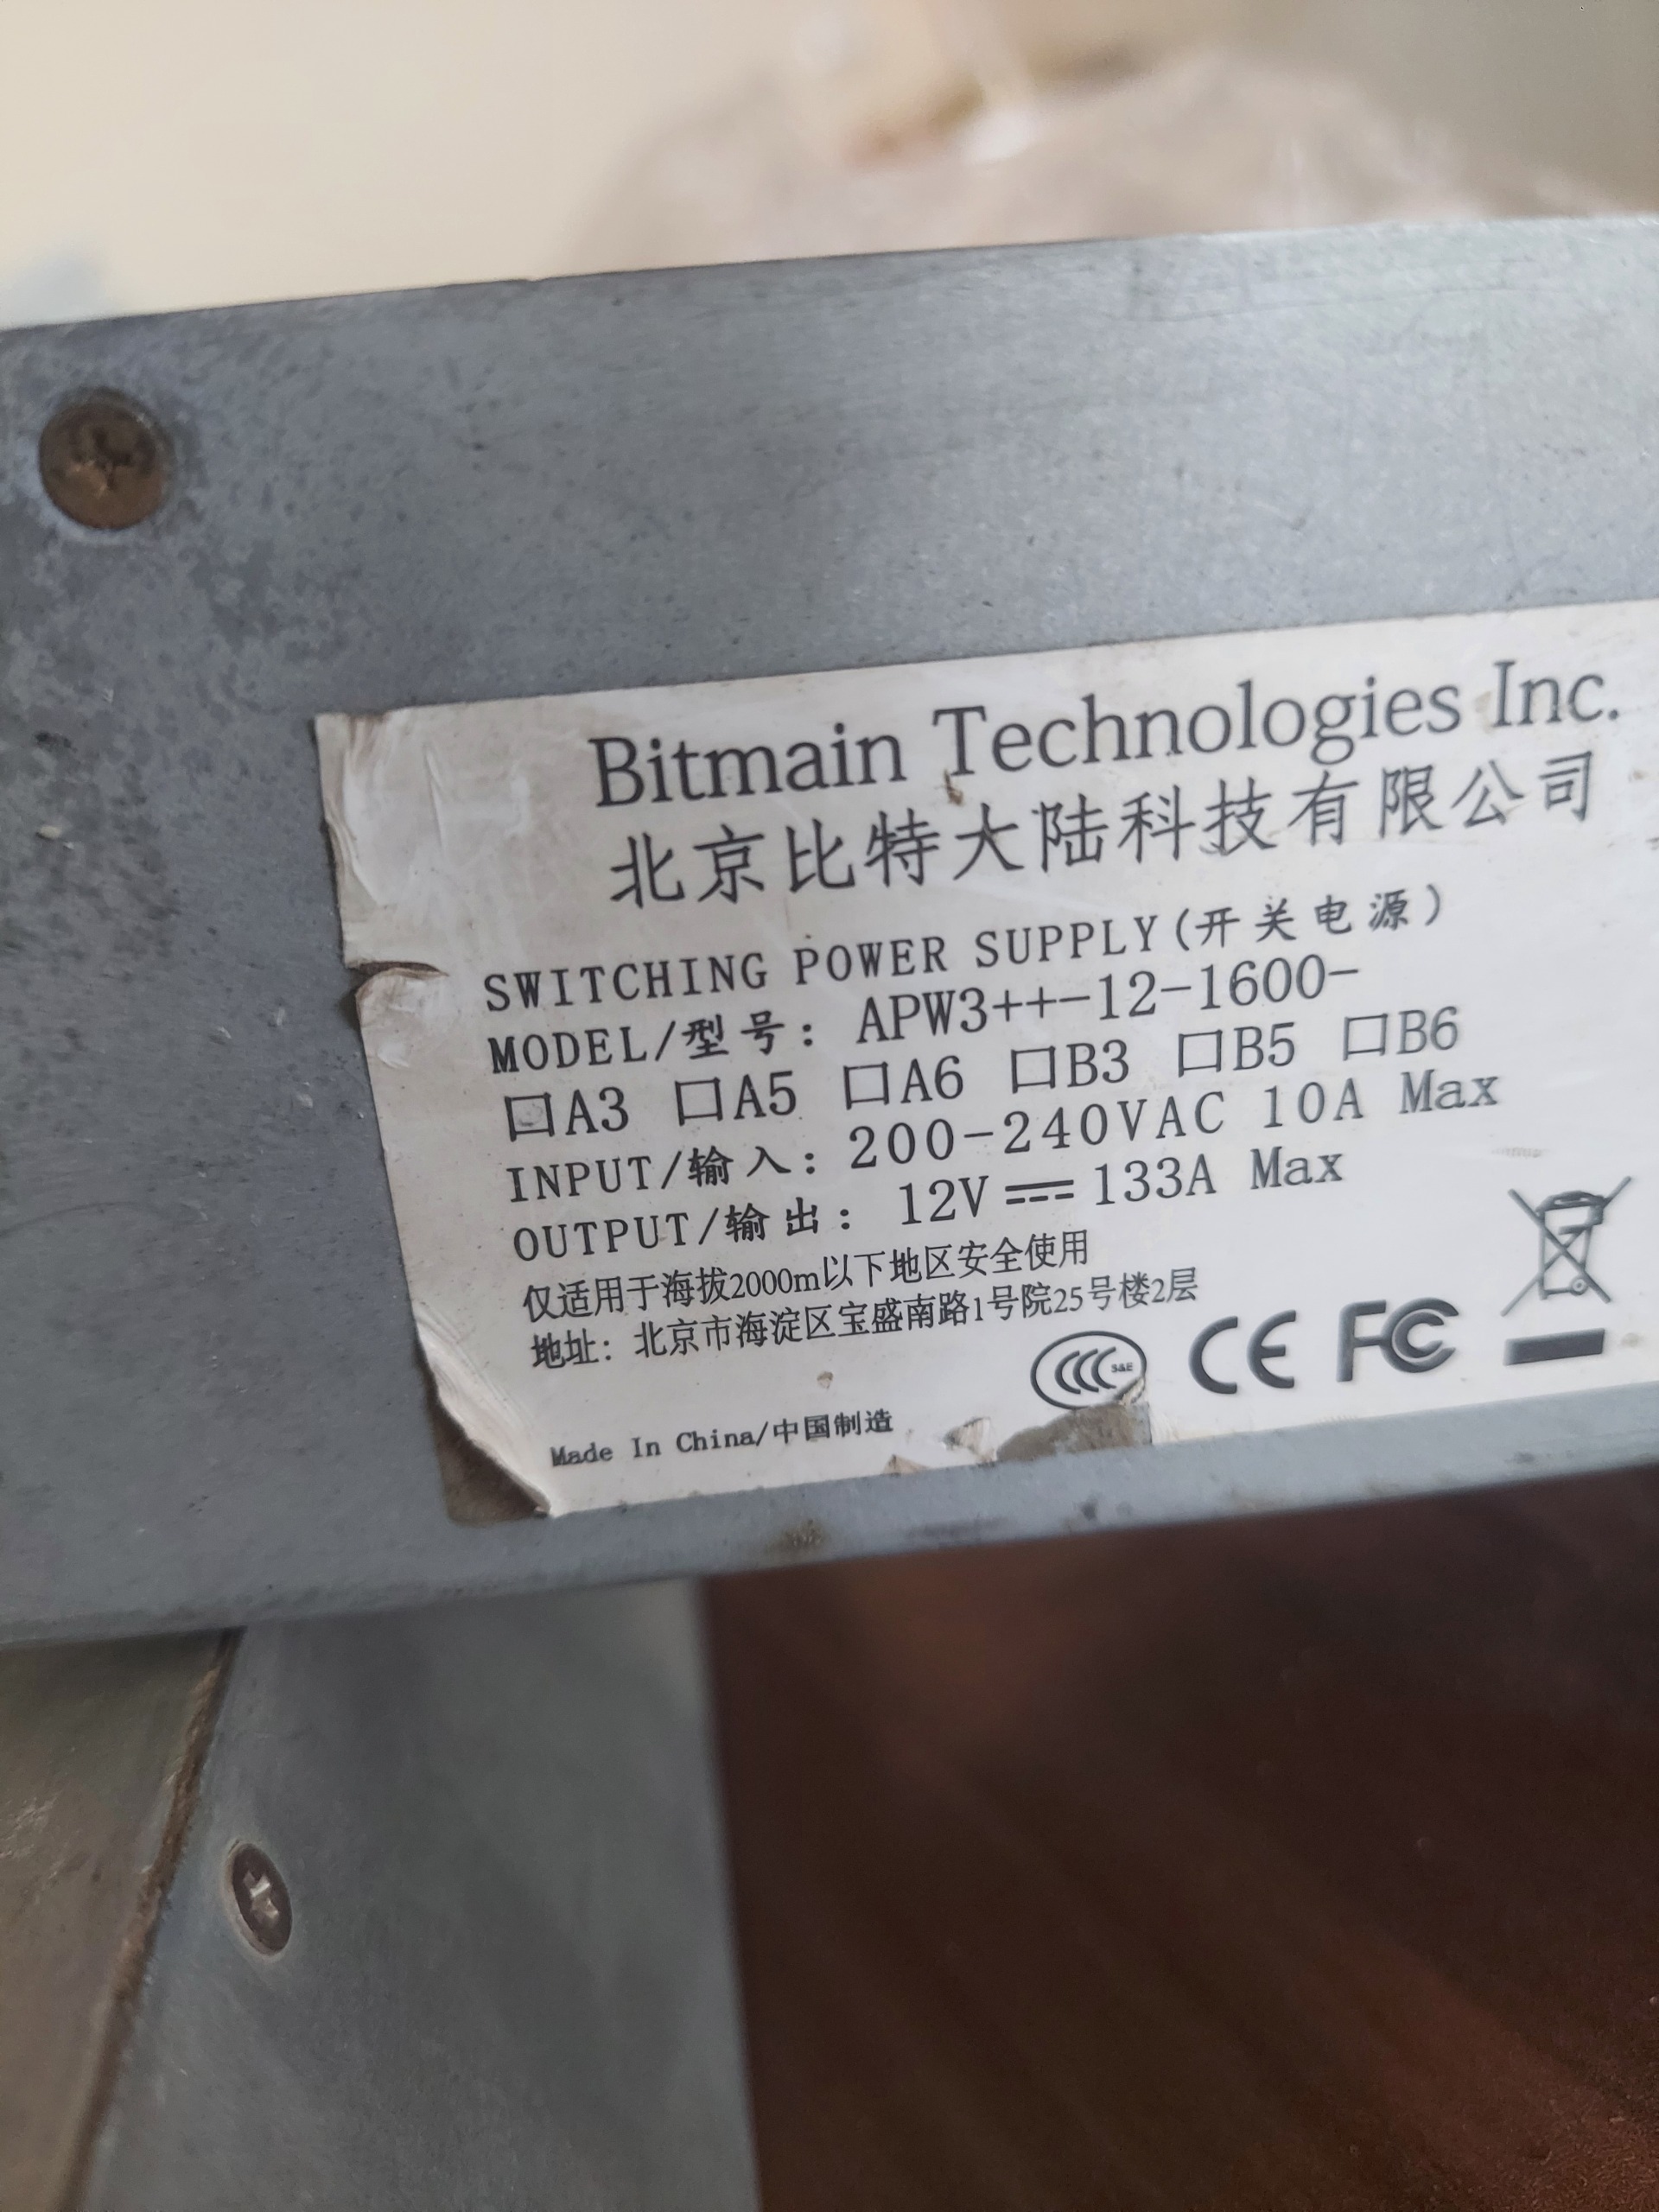 Bitmain Technologies Inc.
北京比特大陆科技有限公司
SWITCHING POWER SUPPLY(开关电源)
MODEL/型号: APW3++-12-1600-
□A3 □A5 □A6 □B3 □B5 □B6
INPUT/输入: 200-240VAC 10A Max
OUTPUT/输出: 12V⎓133A Max
仅适用于海拔2000m以下地区安全使用
地址: 北京市海淀区宝盛南路1号院25号楼2层
CCC S&E CE FC
Made In China/中国制造